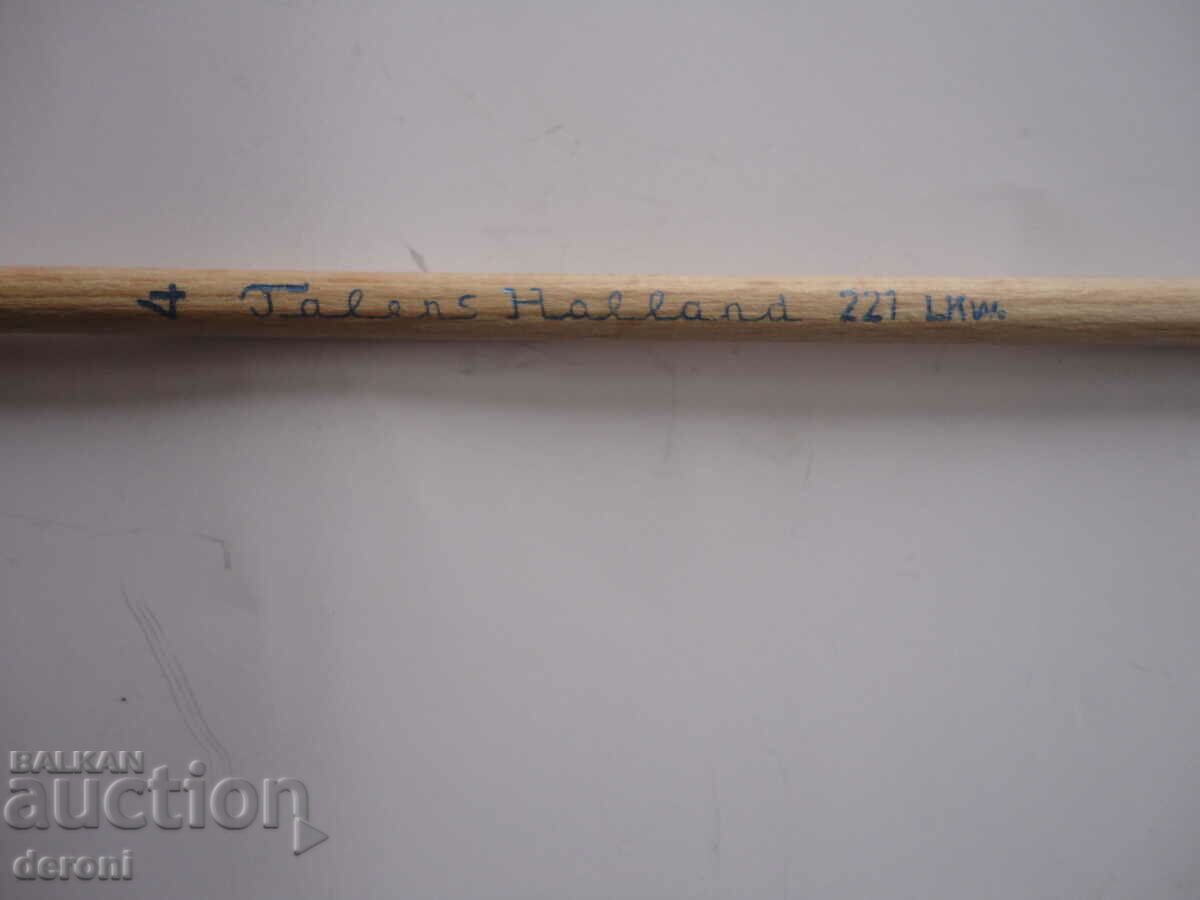 4 Talens Holland 221 LKw.
BALKAN
auction
deroni